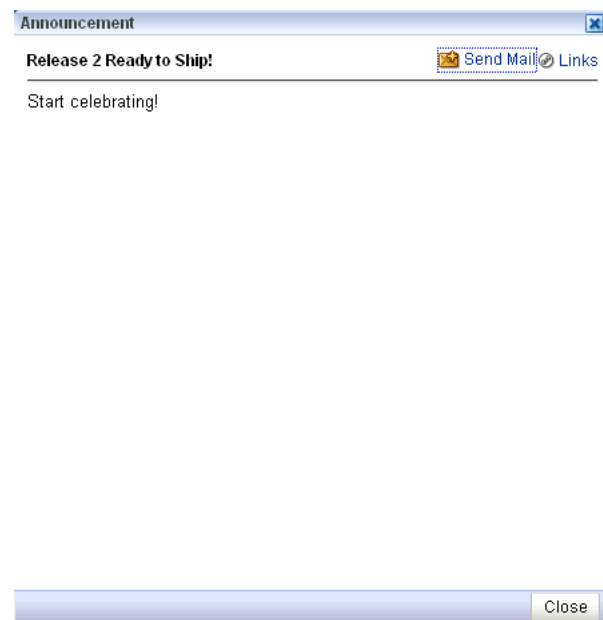 Announcement
Release 2 Ready to Ship! Send Mail Links
Start celebrating!
Close